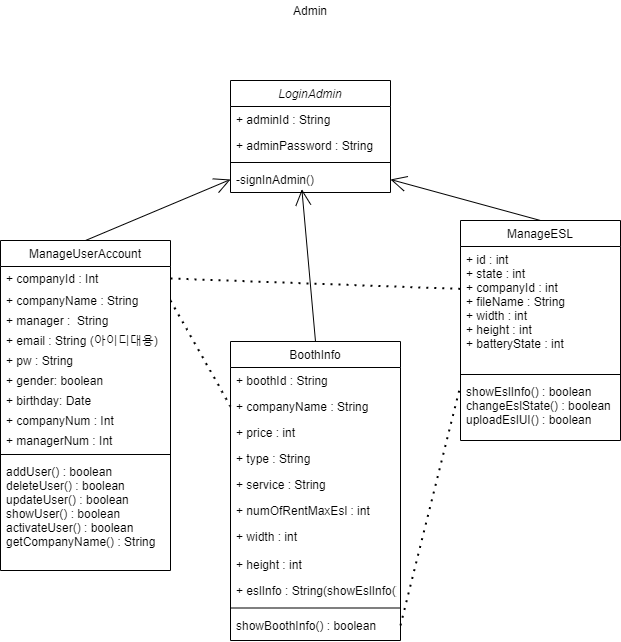 Admin
LoginAdmin
+ adminId : String
+ adminPassword : String
-signInAdmin()
ManageUserAccount
+ companyId : Int
+ companyName : String
+ manager :  String
+ email : String (아이디대용)
+ pw : String
+ gender: boolean
+ birthday: Date
+ companyNum : Int
+ managerNum : Int
addUser() : boolean
deleteUser() : boolean
updateUser() : boolean
showUser() : boolean
activateUser() : boolean
getCompanyName() : String
BoothInfo
+ boothId : String
+ companyName : String
+ price : int
+ type : String
+ service : String
+ numOfRentMaxEsl : int
+ width : int
+ height : int
+ eslInfo : String(showEslInfo(
showBoothInfo() : boolean
ManageESL
+ id : int
+ state : int
+ companyId : int
+ fileName : String
+ width : int
+ height : int
+ batteryState : int
showEslInfo() : boolean
changeEslState() : boolean
uploadEslUI() : boolean